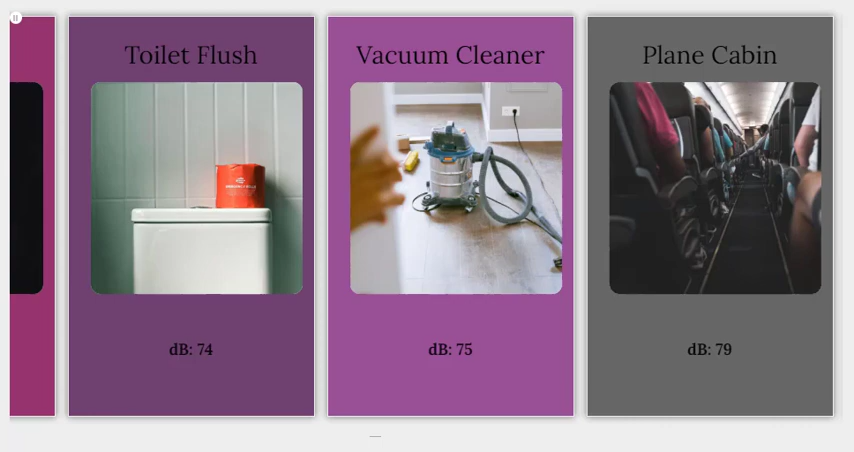 Toilet Flush
Vacuum Cleaner
Plane Cabin
dB: 74
dB: 75
dB: 79